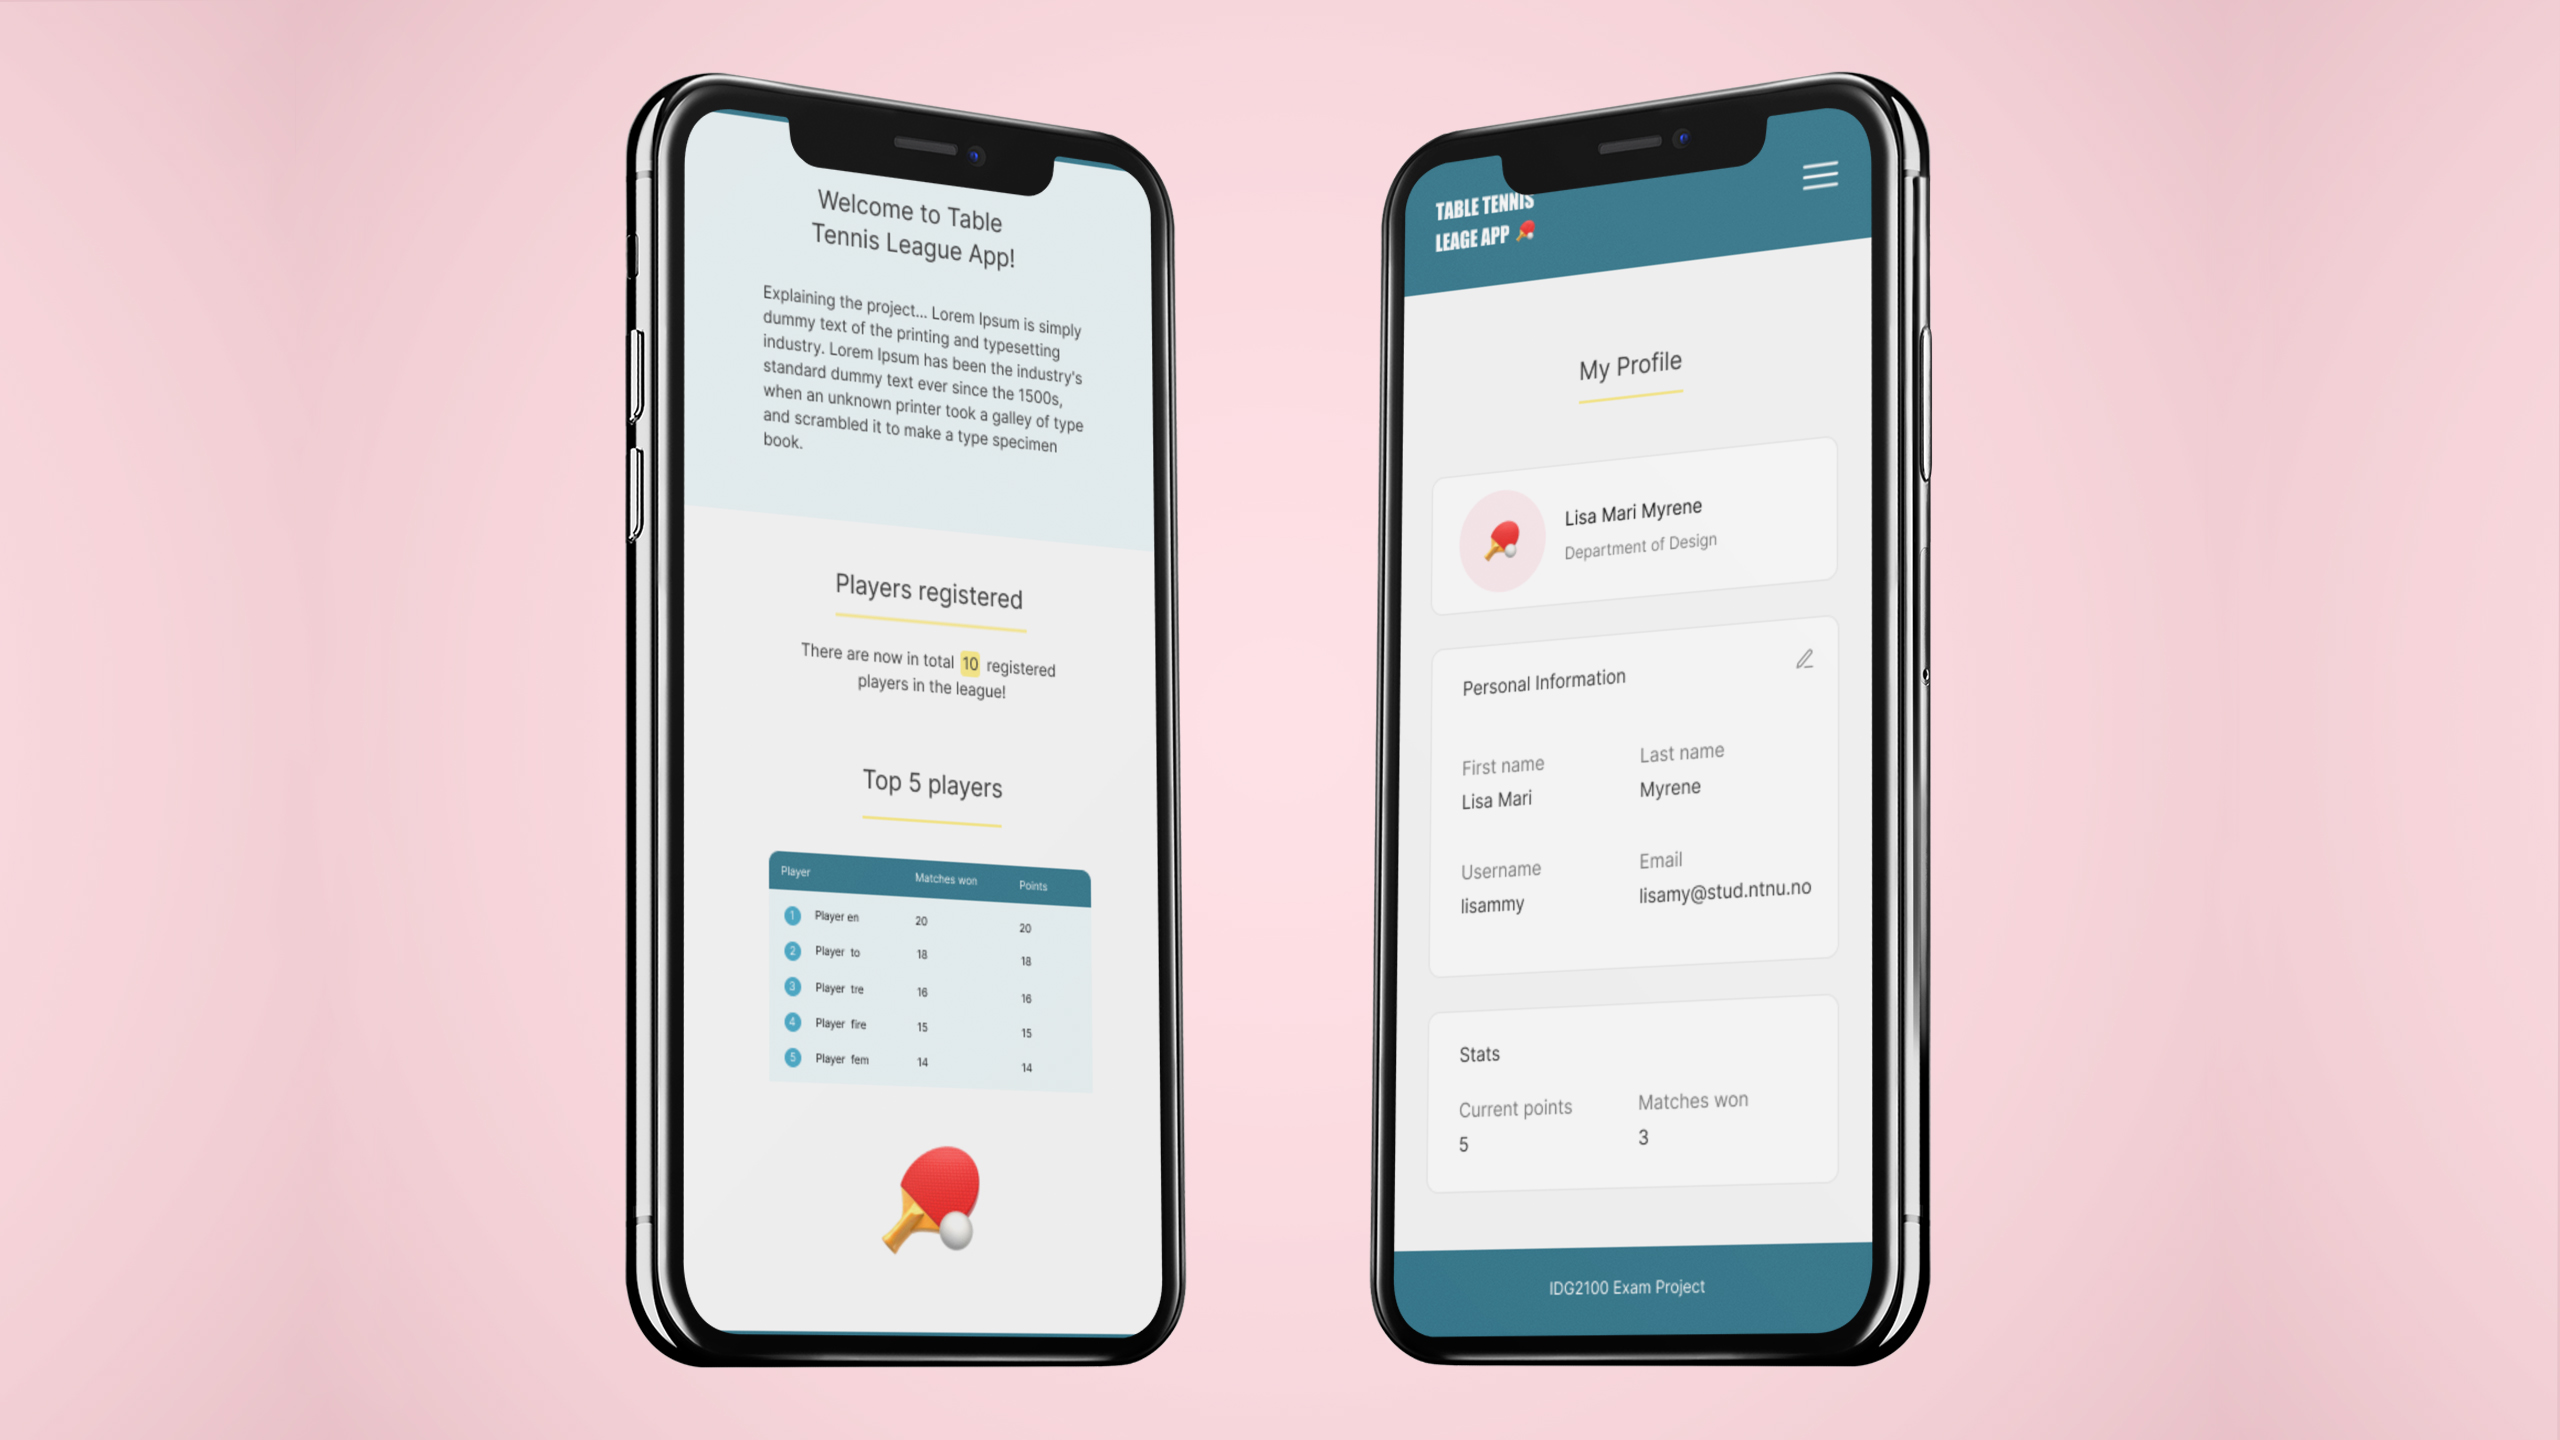 Welcome to Table
Tennis League App!
Explaining the project... Lorem Ipsum is simply
dummy text of the printing and typesetting
industry. Lorem Ipsum has been the industry's
standard dummy text ever since the 1500s,
when an unknown printer took a galley of type
and scrambled it to make a type specimen
book.
Players registered
There are now in total 10 registered
players in the league!
Top 5 players
Player Matches won Points
1 Player en 20 20
2 Player to 18 18
3 Player tre 16 16
4 Player fire 15 15
5 Player fem 14 14
TABLE TENNIS
LEAGE APP
My Profile
Lisa Mari Myrene
Department of Design
Personal Information
First name Last name
Lisa Mari Myrene
Username Email
lisammy lisamy@stud.ntnu.no
Stats
Current points Matches won
5 3
IDG2100 Exam Project